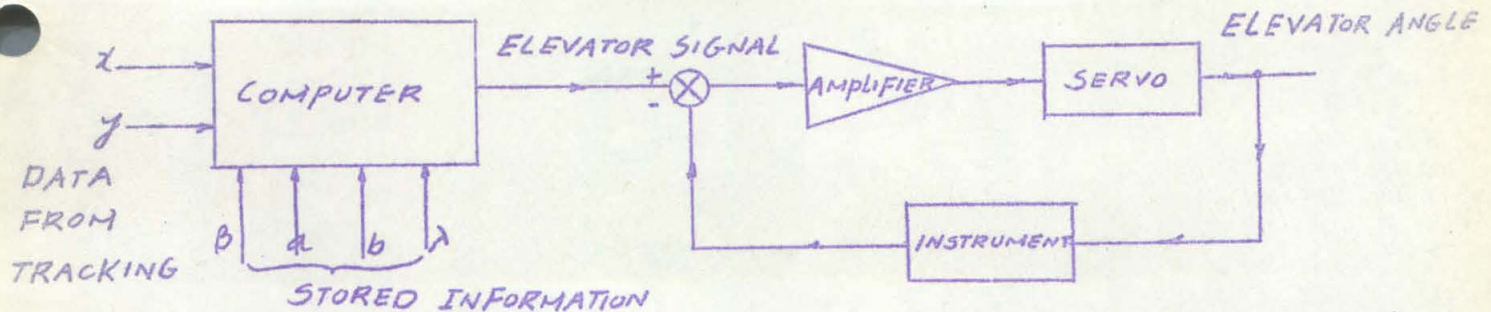 ELEVATOR ANGLE
ELEVATOR SIGNAL
x
y
COMPUTER
+
-
AMPLIFIER
SERVO
DATA
FROM
TRACKING
β a b λ
INSTRUMENT
STORED INFORMATION